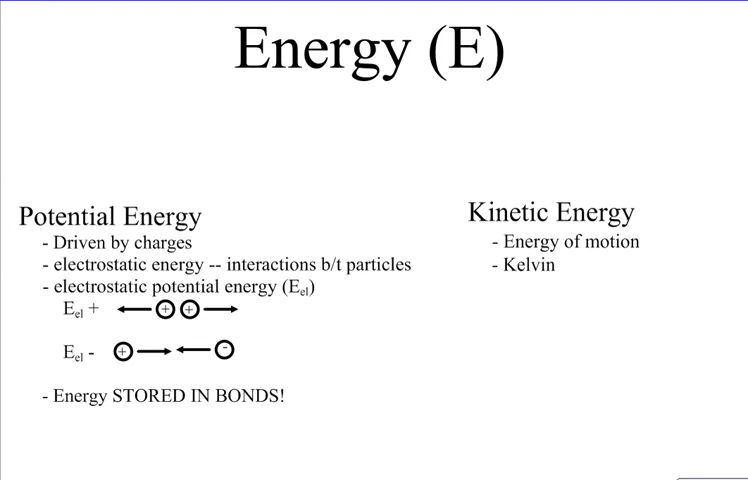 Energy (E)
Potential Energy
- Driven by charges
- electrostatic energy -- interactions b/t particles
- electrostatic potential energy (Eel)
Eel + + +
Eel - + -
- Energy STORED IN BONDS!
Kinetic Energy
- Energy of motion
- Kelvin